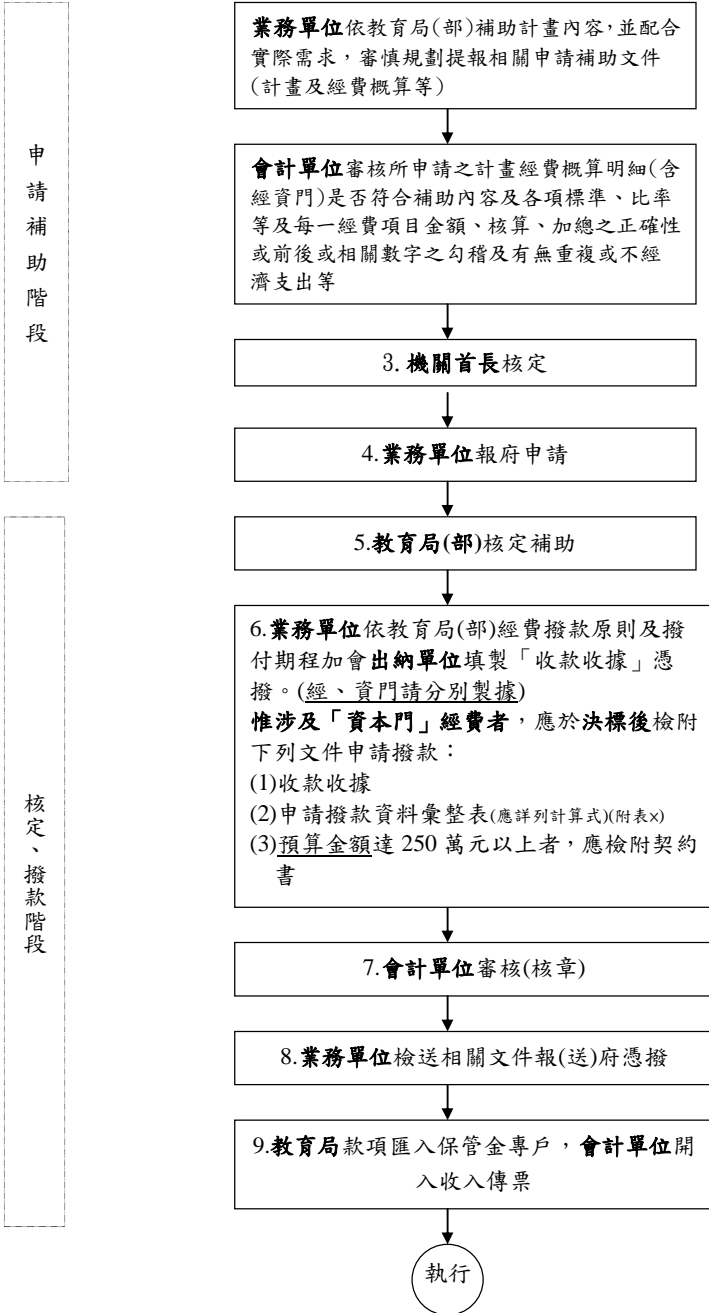 申請補助階段
業務單位依教育局(部)補助計畫內容，並配合
實際需求，審慎規劃提報相關申請補助文件
(計畫及經費概算等)
會計單位審核所申請之計畫經費概算明細(含
經資門)是否符合補助內容及各項標準、比率
等及每一經費項目金額、核算、加總之正確性
或前後或相關數字之勾稽及有無重複或不經
濟支出等
3. 機關首長核定
4.業務單位報府申請
核定、撥款階段
5.教育局(部)核定補助
6.業務單位依教育局(部)經費撥款原則及撥
付期程加會出納單位填製「收款收據」憑
撥。(經、資門請分別製據)
惟涉及「資本門」經費者，應於決標後檢附
下列文件申請撥款：
(1)收款收據
(2)申請撥款資料彙整表(應詳列計算式)(附表×)
(3)預算金額達 250 萬元以上者，應檢附契約
書
7.會計單位審核(核章)
8.業務單位檢送相關文件報(送)府憑撥
9.教育局款項匯入保管金專戶，會計單位開
入收入傳票
執行